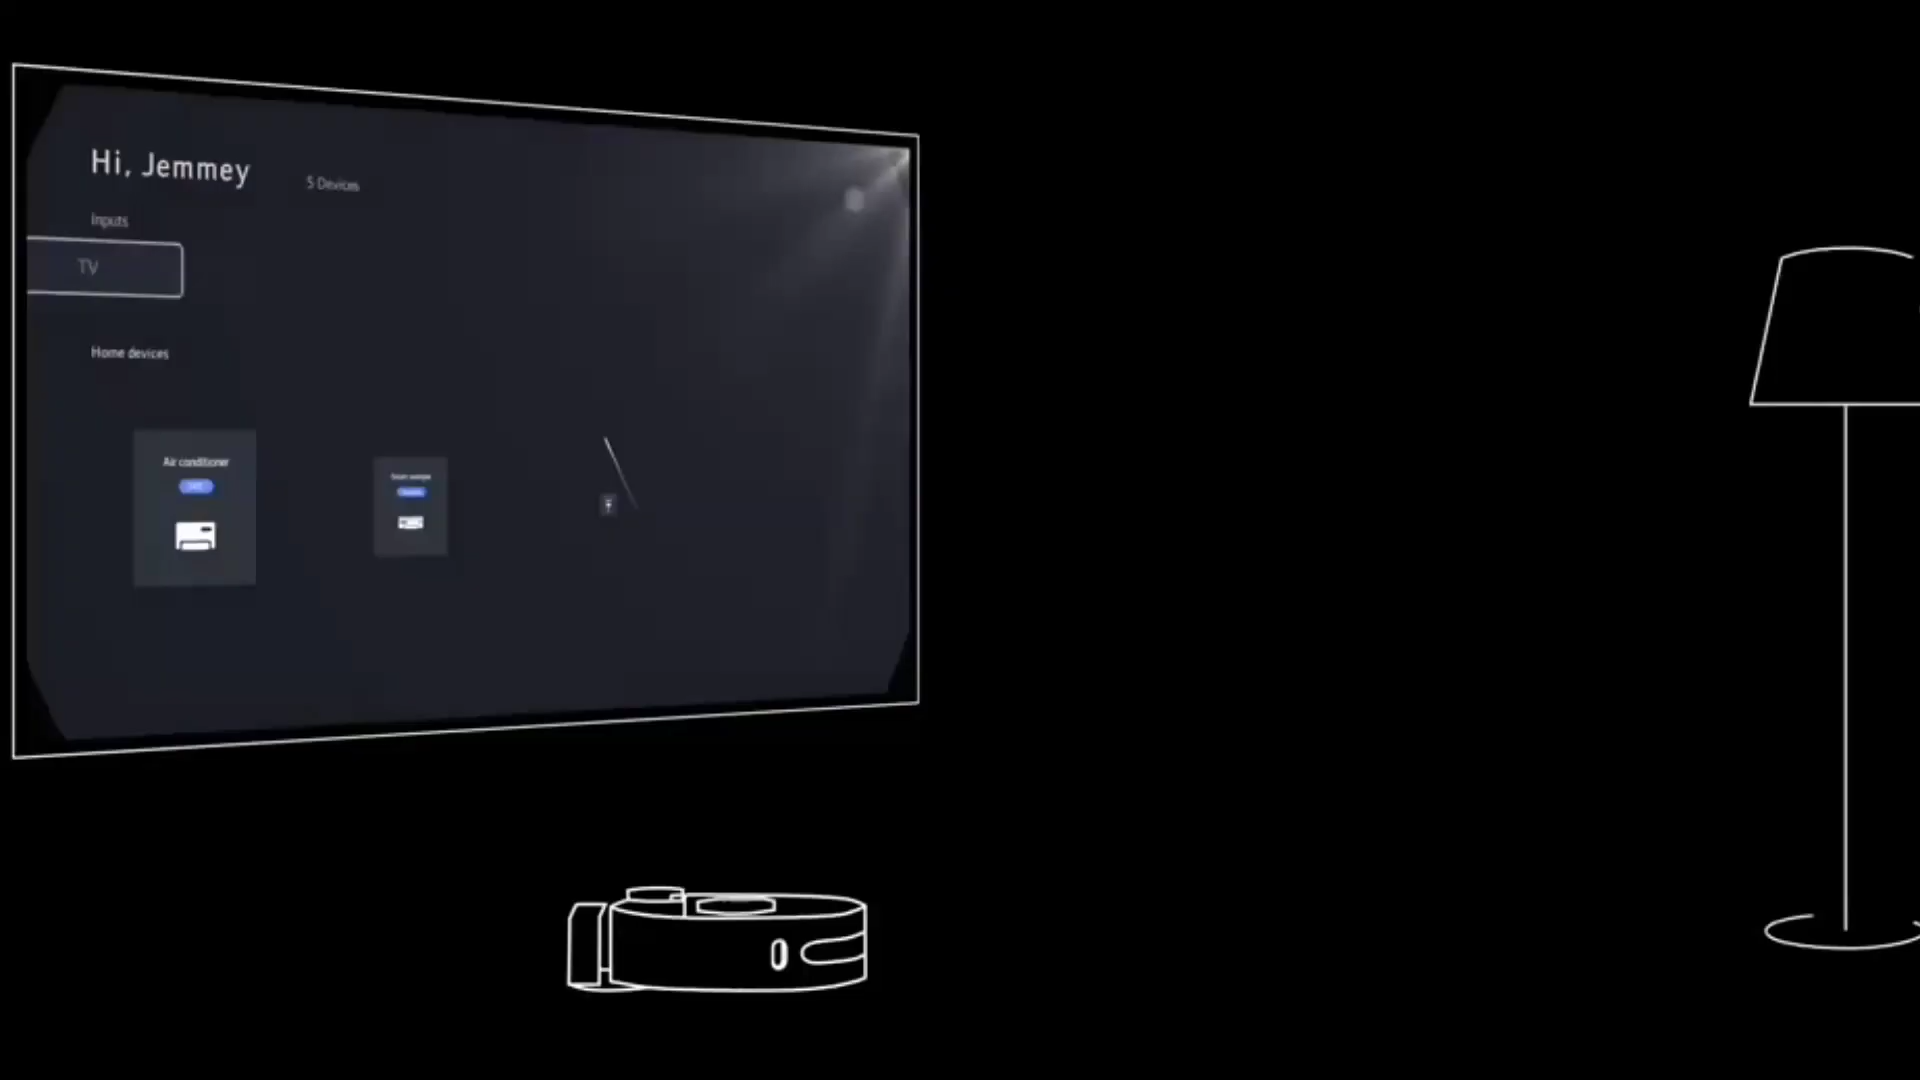 Hi, Jemmey
5 Devices
Inputs
TV
Home devices
Air conditioner